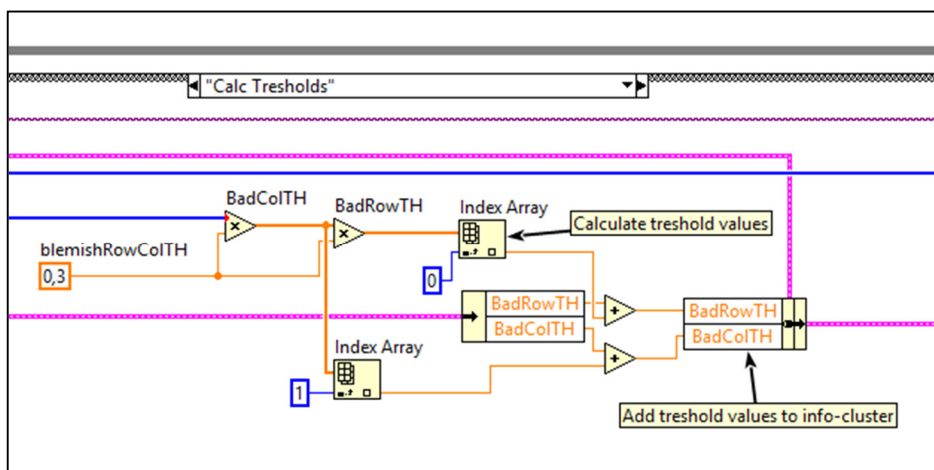 "Calc Tresholds"
BadColTH
BadRowTH
Index Array
Calculate treshold values
blemishRowColTH
0,3
0
BadRowTH
BadColTH
BadRowTH
BadColTH
Index Array
1
Add treshold values to info-cluster